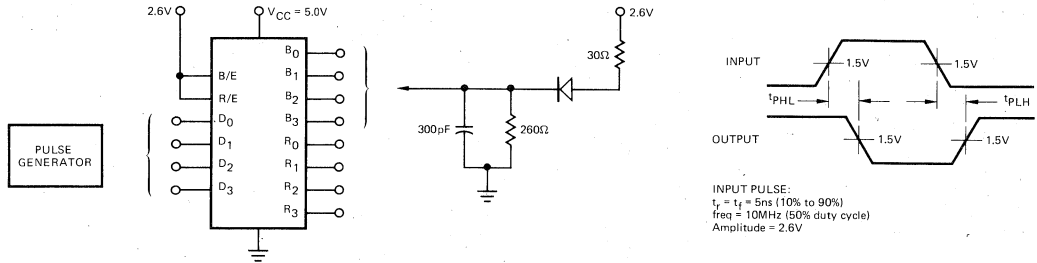 2.6V
VCC = 5.0V
B/E
R/E
D0
D1
D2
D3
B0
B1
B2
B3
R0
R1
R2
R3
PULSE
GENERATOR
2.6V
30Ω
300pF
260Ω
INPUT
1.5V
1.5V
tPHL
tPLH
OUTPUT
1.5V
1.5V
INPUT PULSE:
tr = tf = 5ns (10% to 90%)
freq = 10MHz (50% duty cycle)
Amplitude = 2.6V